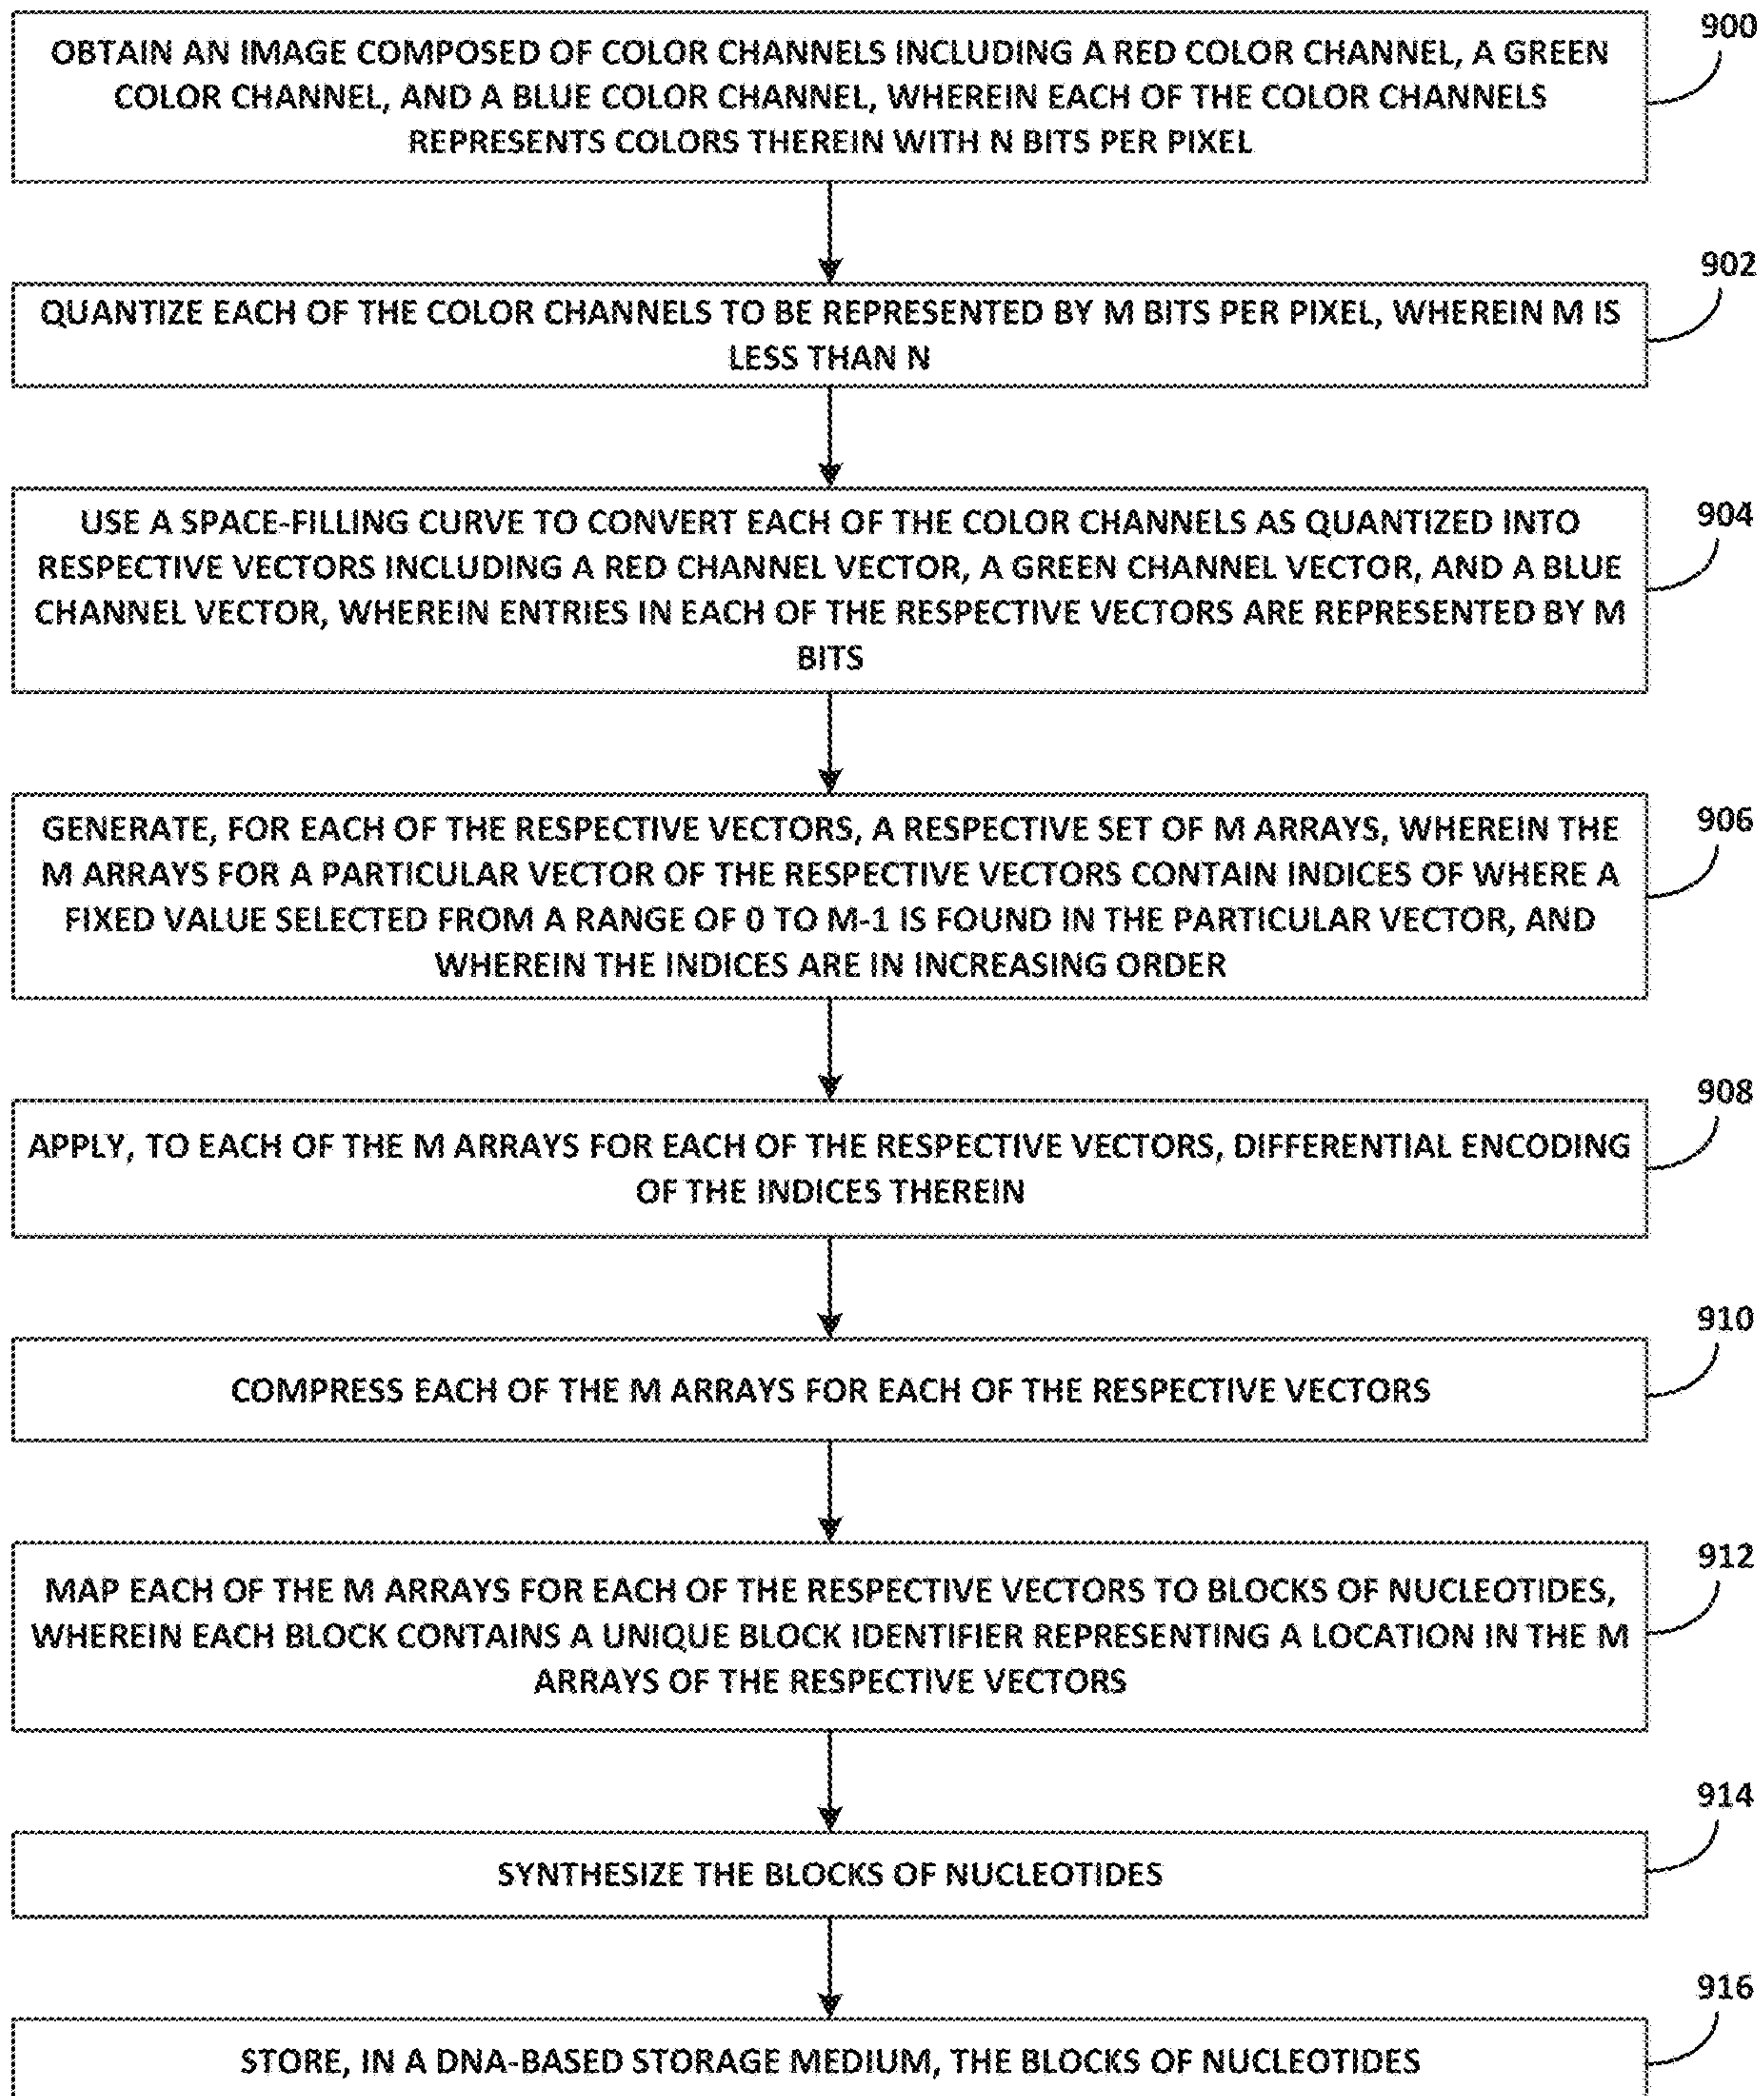 900
OBTAIN AN IMAGE COMPOSED OF COLOR CHANNELS INCLUDING A RED COLOR CHANNEL, A GREEN
COLOR CHANNEL, AND A BLUE COLOR CHANNEL, WHEREIN EACH OF THE COLOR CHANNELS
REPRESENTS COLORS THEREIN WITH N BITS PER PIXEL
902
QUANTIZE EACH OF THE COLOR CHANNELS TO BE REPRESENTED BY M BITS PER PIXEL, WHEREIN M IS
LESS THAN N
904
USE A SPACE-FILLING CURVE TO CONVERT EACH OF THE COLOR CHANNELS AS QUANTIZED INTO
RESPECTIVE VECTORS INCLUDING A RED CHANNEL VECTOR, A GREEN CHANNEL VECTOR, AND A BLUE
CHANNEL VECTOR, WHEREIN ENTRIES IN EACH OF THE RESPECTIVE VECTORS ARE REPRESENTED BY M
BITS
906
GENERATE, FOR EACH OF THE RESPECTIVE VECTORS, A RESPECTIVE SET OF M ARRAYS, WHEREIN THE
M ARRAYS FOR A PARTICULAR VECTOR OF THE RESPECTIVE VECTORS CONTAIN INDICES OF WHERE A
FIXED VALUE SELECTED FROM A RANGE OF 0 TO M-1 IS FOUND IN THE PARTICULAR VECTOR, AND
WHEREIN THE INDICES ARE IN INCREASING ORDER
908
APPLY, TO EACH OF THE M ARRAYS FOR EACH OF THE RESPECTIVE VECTORS, DIFFERENTIAL ENCODING
OF THE INDICES THEREIN
910
COMPRESS EACH OF THE M ARRAYS FOR EACH OF THE RESPECTIVE VECTORS
912
MAP EACH OF THE M ARRAYS FOR EACH OF THE RESPECTIVE VECTORS TO BLOCKS OF NUCLEOTIDES,
WHEREIN EACH BLOCK CONTAINS A UNIQUE BLOCK IDENTIFIER REPRESENTING A LOCATION IN THE M
ARRAYS OF THE RESPECTIVE VECTORS
914
SYNTHESIZE THE BLOCKS OF NUCLEOTIDES
916
STORE, IN A DNA-BASED STORAGE MEDIUM, THE BLOCKS OF NUCLEOTIDES